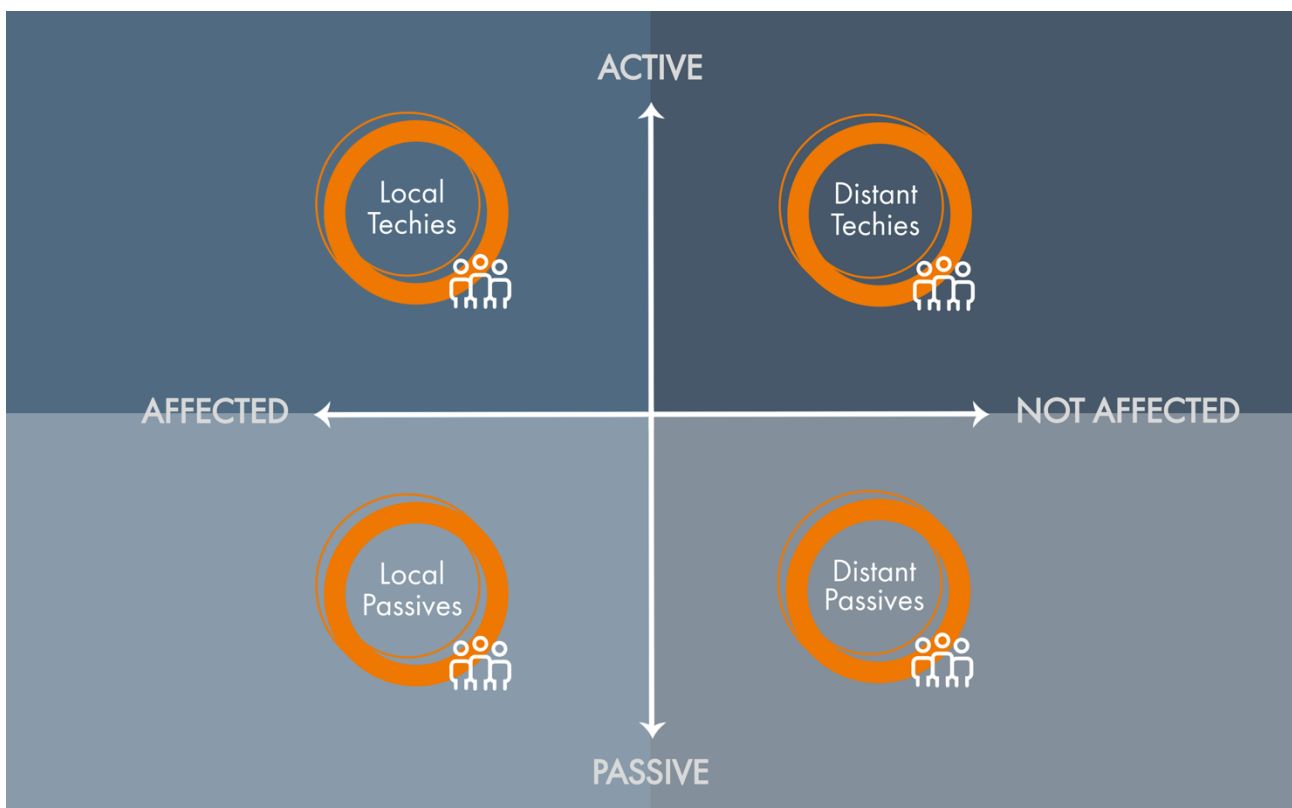 ACTIVE
Local
Techies
Distant
Techies
AFFECTED
NOT AFFECTED
Local
Passives
Distant
Passives
PASSIVE